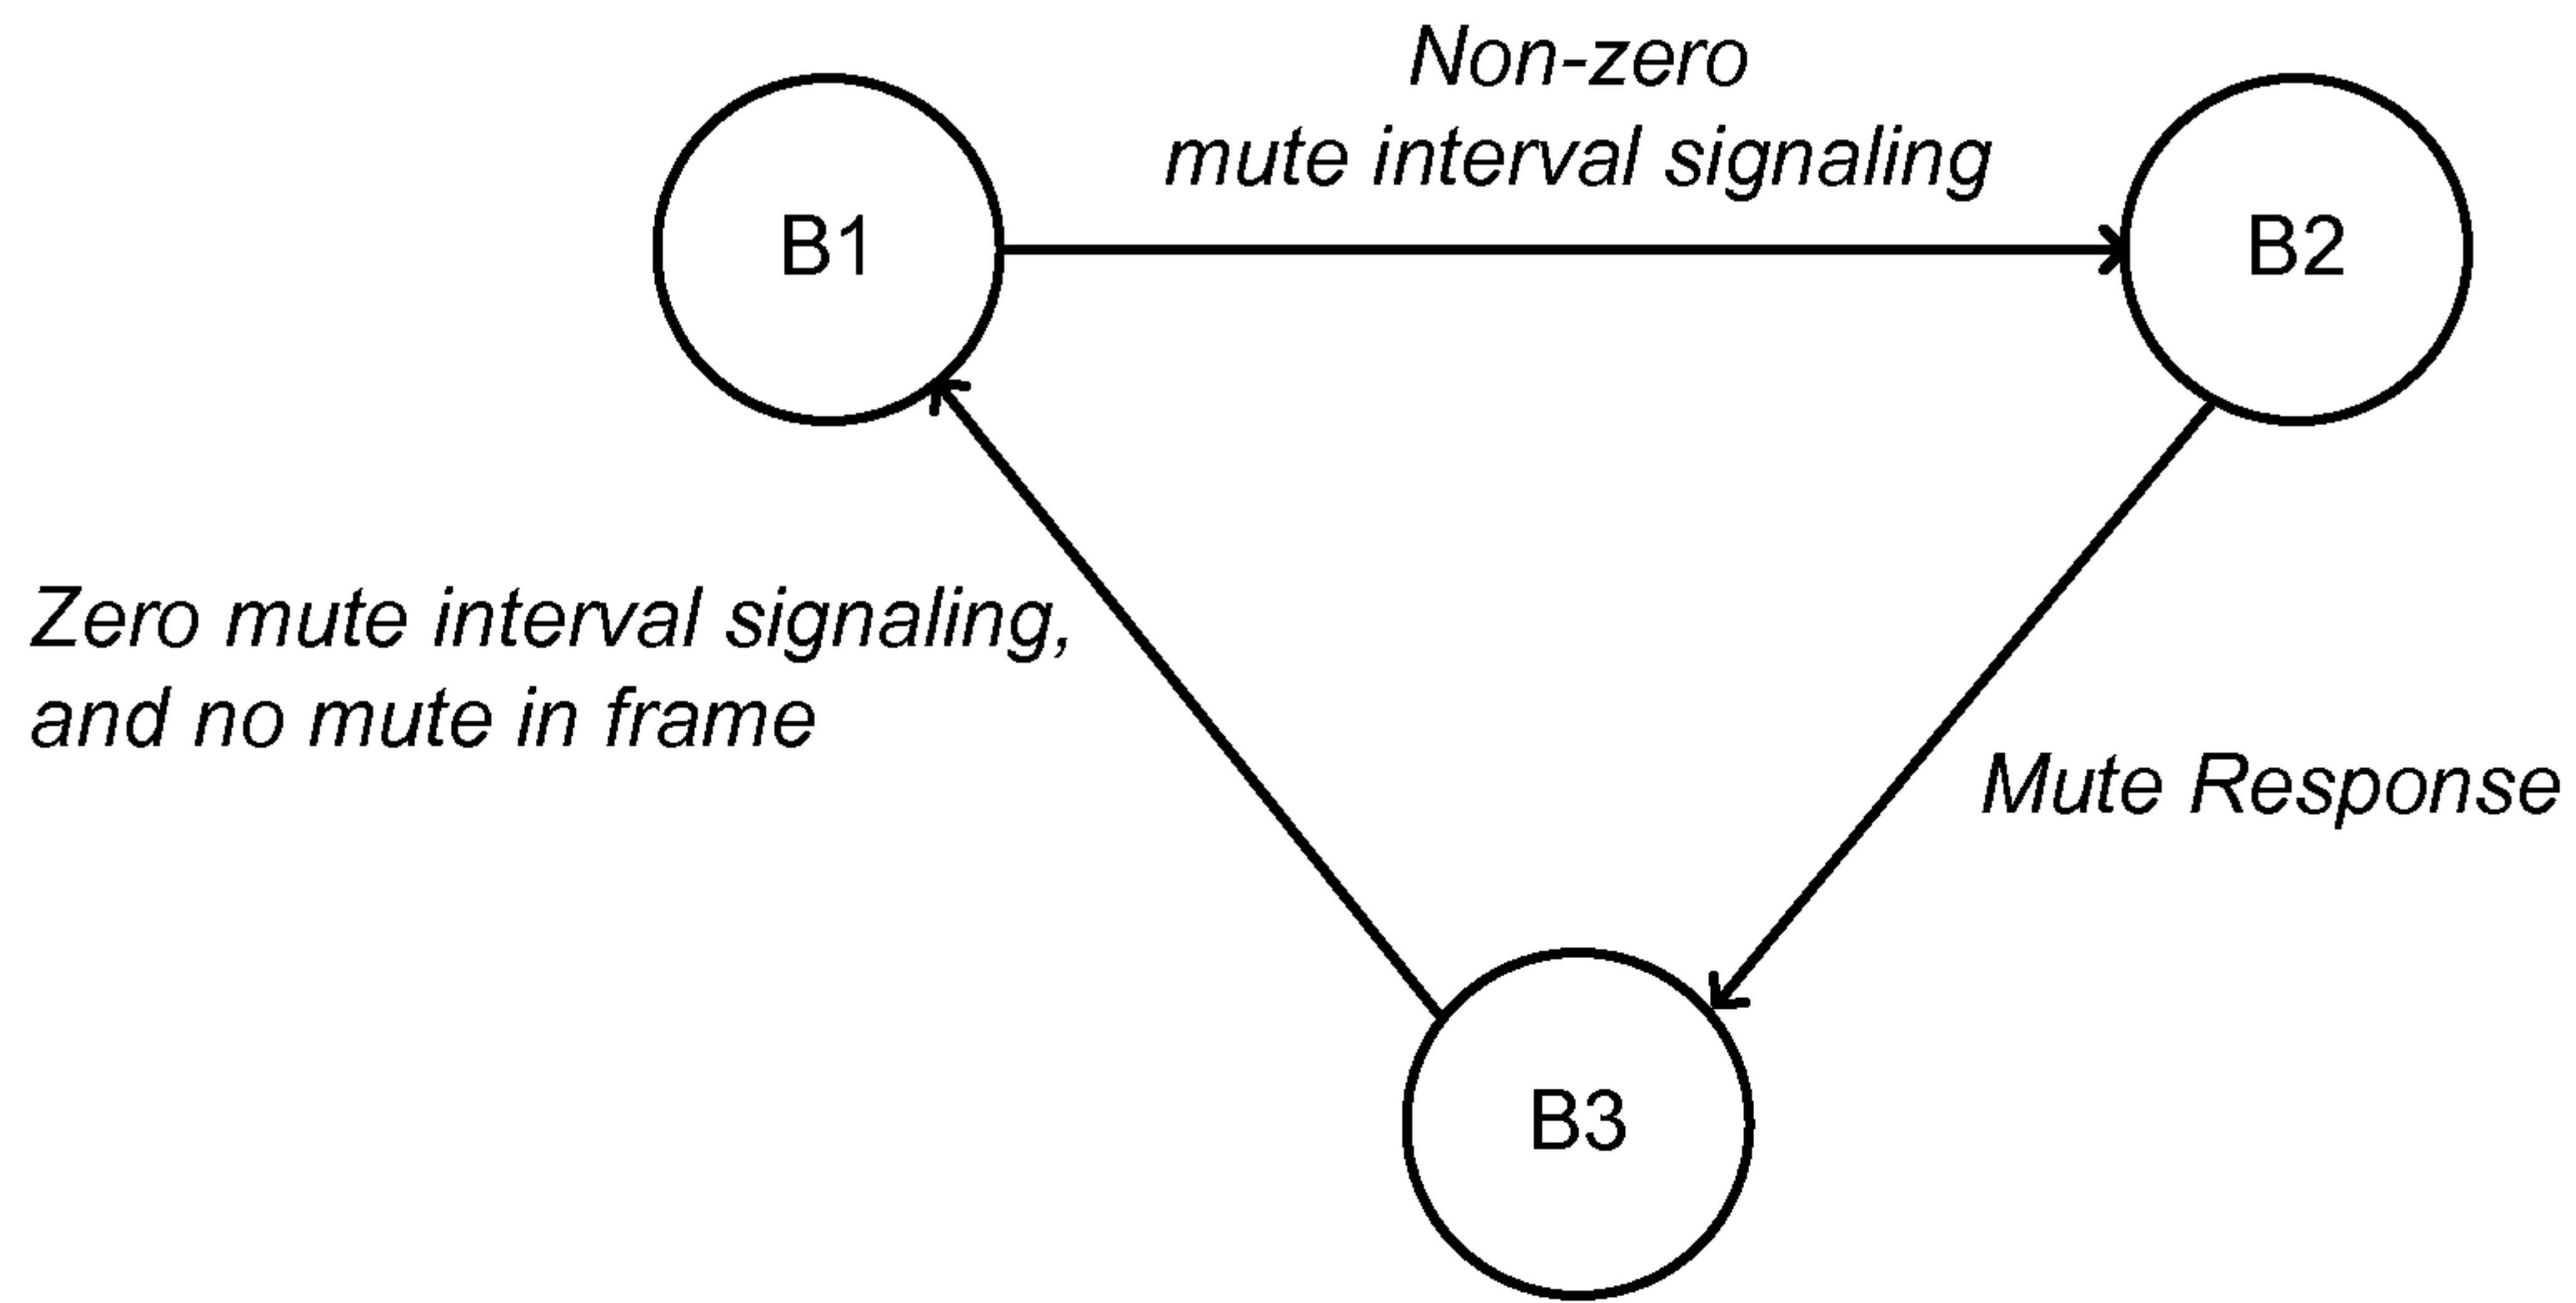 Non-zero
mute interval signaling
B1
B2
Zero mute interval signaling,
and no mute in frame
Mute Response
B3